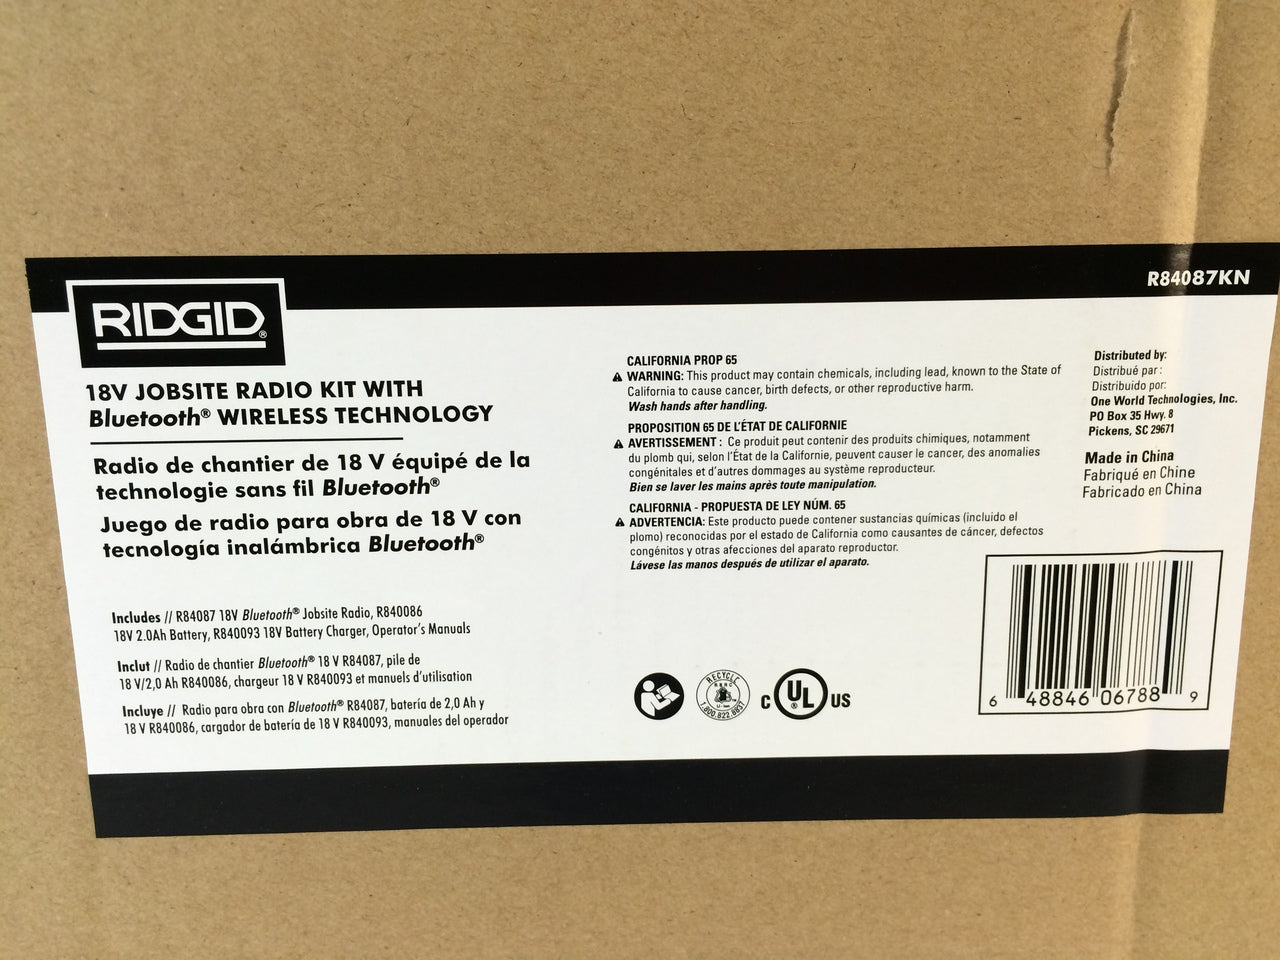 R84087KN
RIDGID®
18V JOBSITE RADIO KIT WITH
Bluetooth® WIRELESS TECHNOLOGY
Radio de chantier de 18 V équipé de la
technologie sans fil Bluetooth®
Juego de radio para obra de 18 V con
tecnología inalámbrica Bluetooth®
Includes // R84087 18V Bluetooth® Jobsite Radio, R840086
18V 2.0Ah Battery, R840093 18V Battery Charger, Operator's Manuals
Inclut // Radio de chantier Bluetooth® 18 V R84087, pile de
18 V/2,0 Ah R840086, chargeur 18 V R840093 et manuels d'utilisation
Incluye // Radio para obra con Bluetooth® R84087, batería de 2,0 Ah y
18 V R840086, cargador de batería de 18 V R840093, manuales del operador
CALIFORNIA PROP 65
WARNING: This product may contain chemicals, including lead, known to the State of
California to cause cancer, birth defects, or other reproductive harm.
Wash hands after handling.
PROPOSITION 65 DE L'ÉTAT DE CALIFORNIE
AVERTISSEMENT : Ce produit peut contenir des produits chimiques, notamment
du plomb qui, selon l'État de la Californie, peuvent causer le cancer, des anomalies
congénitales et d'autres dommages au système reproducteur.
Bien se laver les mains après toute manipulation.
CALIFORNIA - PROPUESTA DE LEY NÚM. 65
ADVERTENCIA: Este producto puede contener sustancias químicas (incluido el
plomo) reconocidas por el estado de California como causantes de cáncer, defectos
congénitos y otras afecciones del aparato reproductor.
Lávese las manos después de utilizar el aparato.
RECYCLE
1.800.822.8837
C UL US
Distributed by:
Distribué par :
Distribuido por:
One World Technologies, Inc.
PO Box 35 Hwy. 8
Pickens, SC 29671
Made in China
Fabriqué en Chine
Fabricado en China
6 48846 06788 9